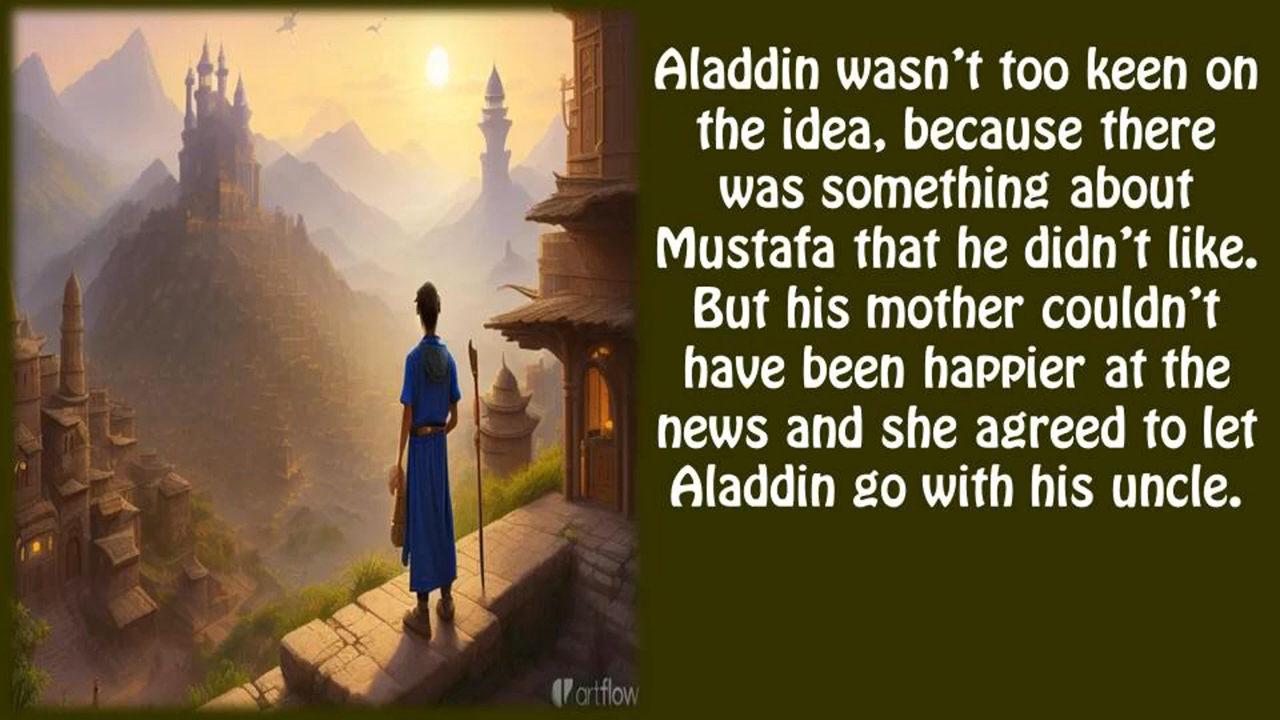 Aladdin wasn't too keen on
the idea, because there
was something about
Mustafa that he didn't like.
But his mother couldn't
have been happier at the
news and she agreed to let
Aladdin go with his uncle.
artflow